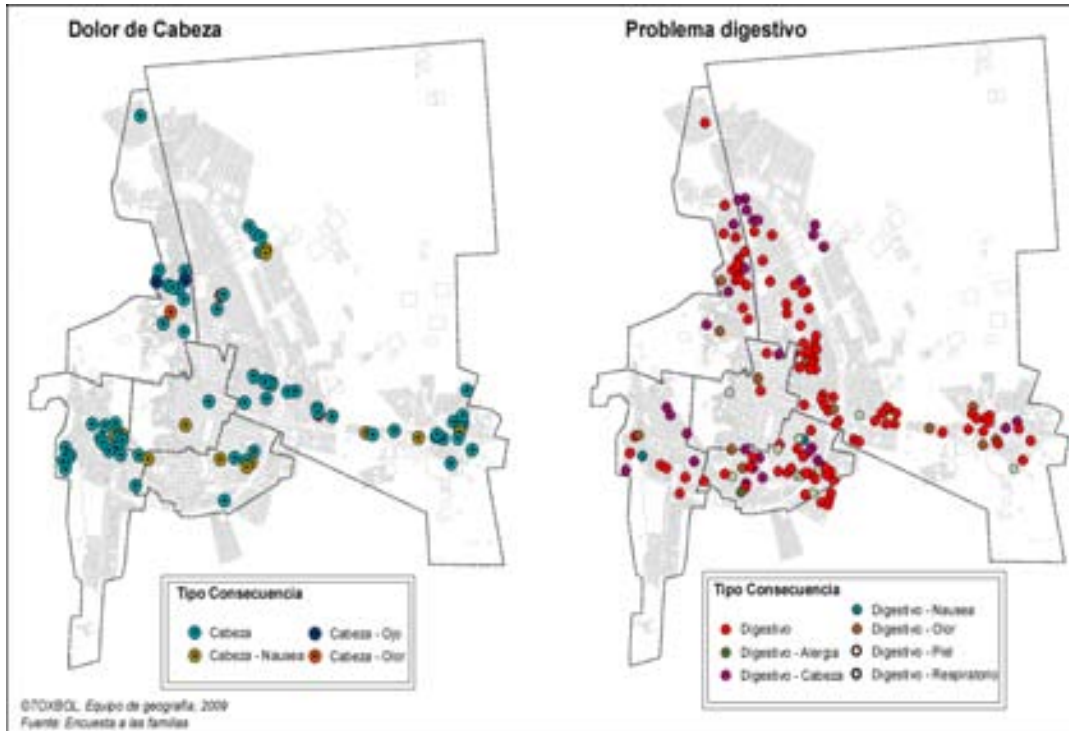 Dolor de Cabeza
Problema digestivo
Tipo Consecuencia
Cabeza
Cabeza - Ojo
Cabeza - Nausea
Cabeza - Olor
Tipo Consecuencia
Digestivo - Nausea
Digestivo
Digestivo - Olor
Digestivo - Alergia
Digestivo - Piel
Digestivo - Cabeza
Digestivo - Respiratorio
©TOXBOL, Equipo de geografia, 2009
Fuente: Encuesta a las familias